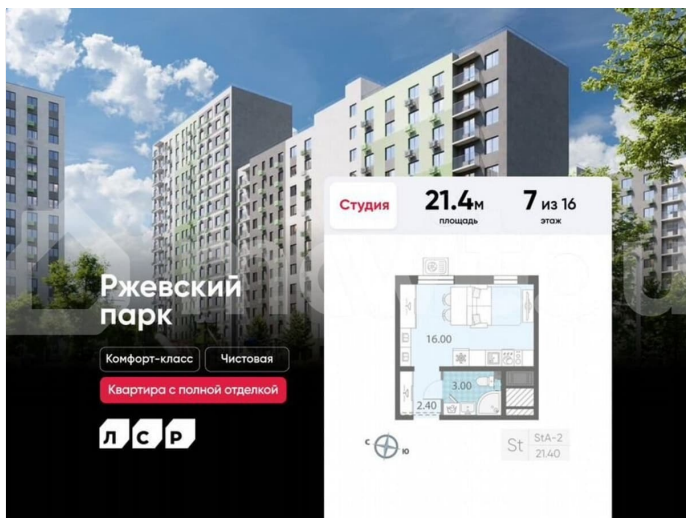 Студия
21.4м
площадь
7 из 16
этаж
Ржевский
парк
Комфорт-класс
Чистовая
Квартира с полной отделкой
ЛСР
16.00
3.00
2.40
с
ю
St
StA-2
21.40